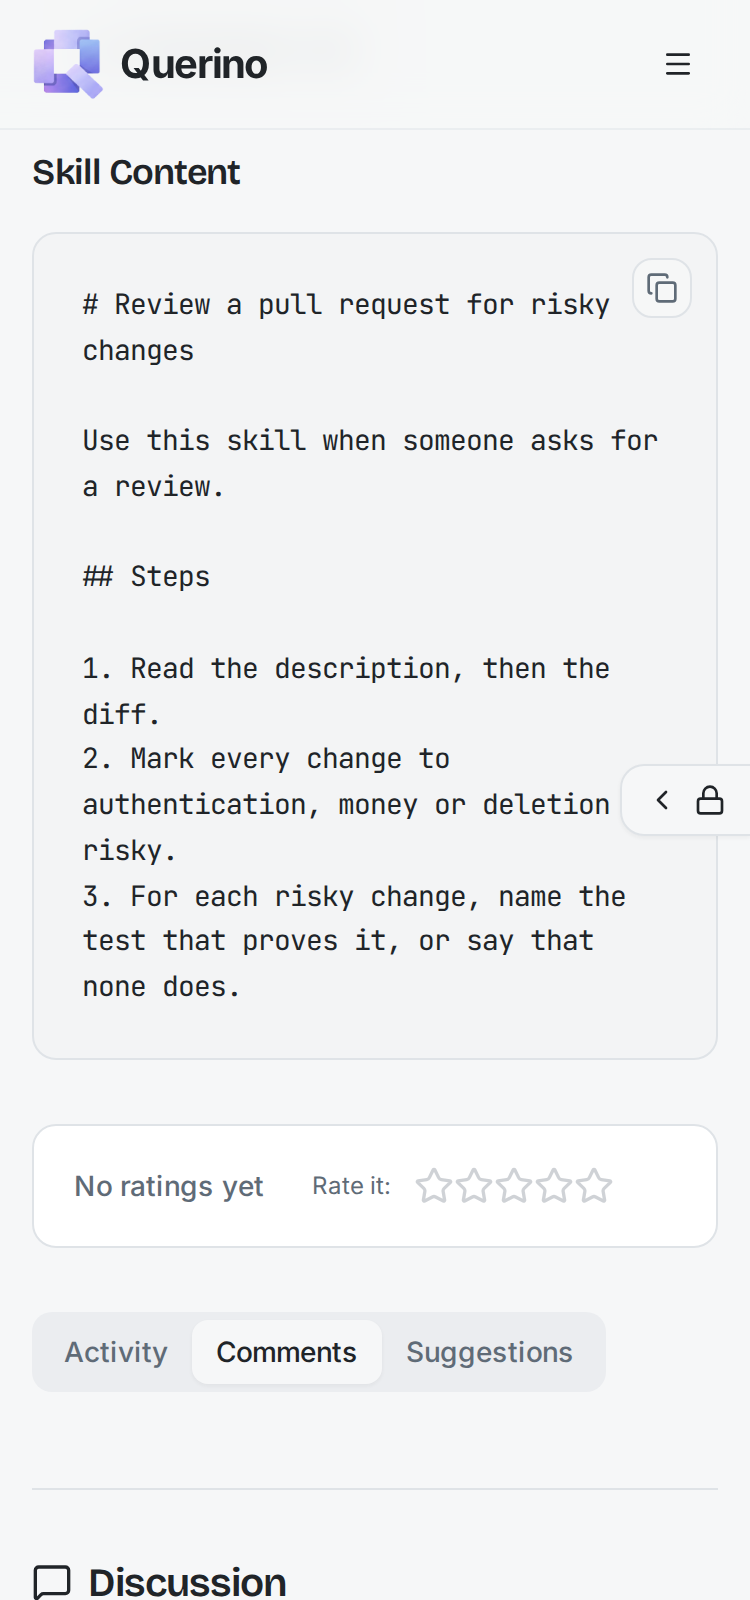 Querino
Skill Content
# Review a pull request for risky
changes
Use this skill when someone asks for
a review.
## Steps
1. Read the description, then the
diff.
2. Mark every change to
authentication, money or deletion
risky.
3. For each risky change, name the
test that proves it, or say that
none does.
No ratings yet Rate it:
Activity Comments Suggestions
Discussion